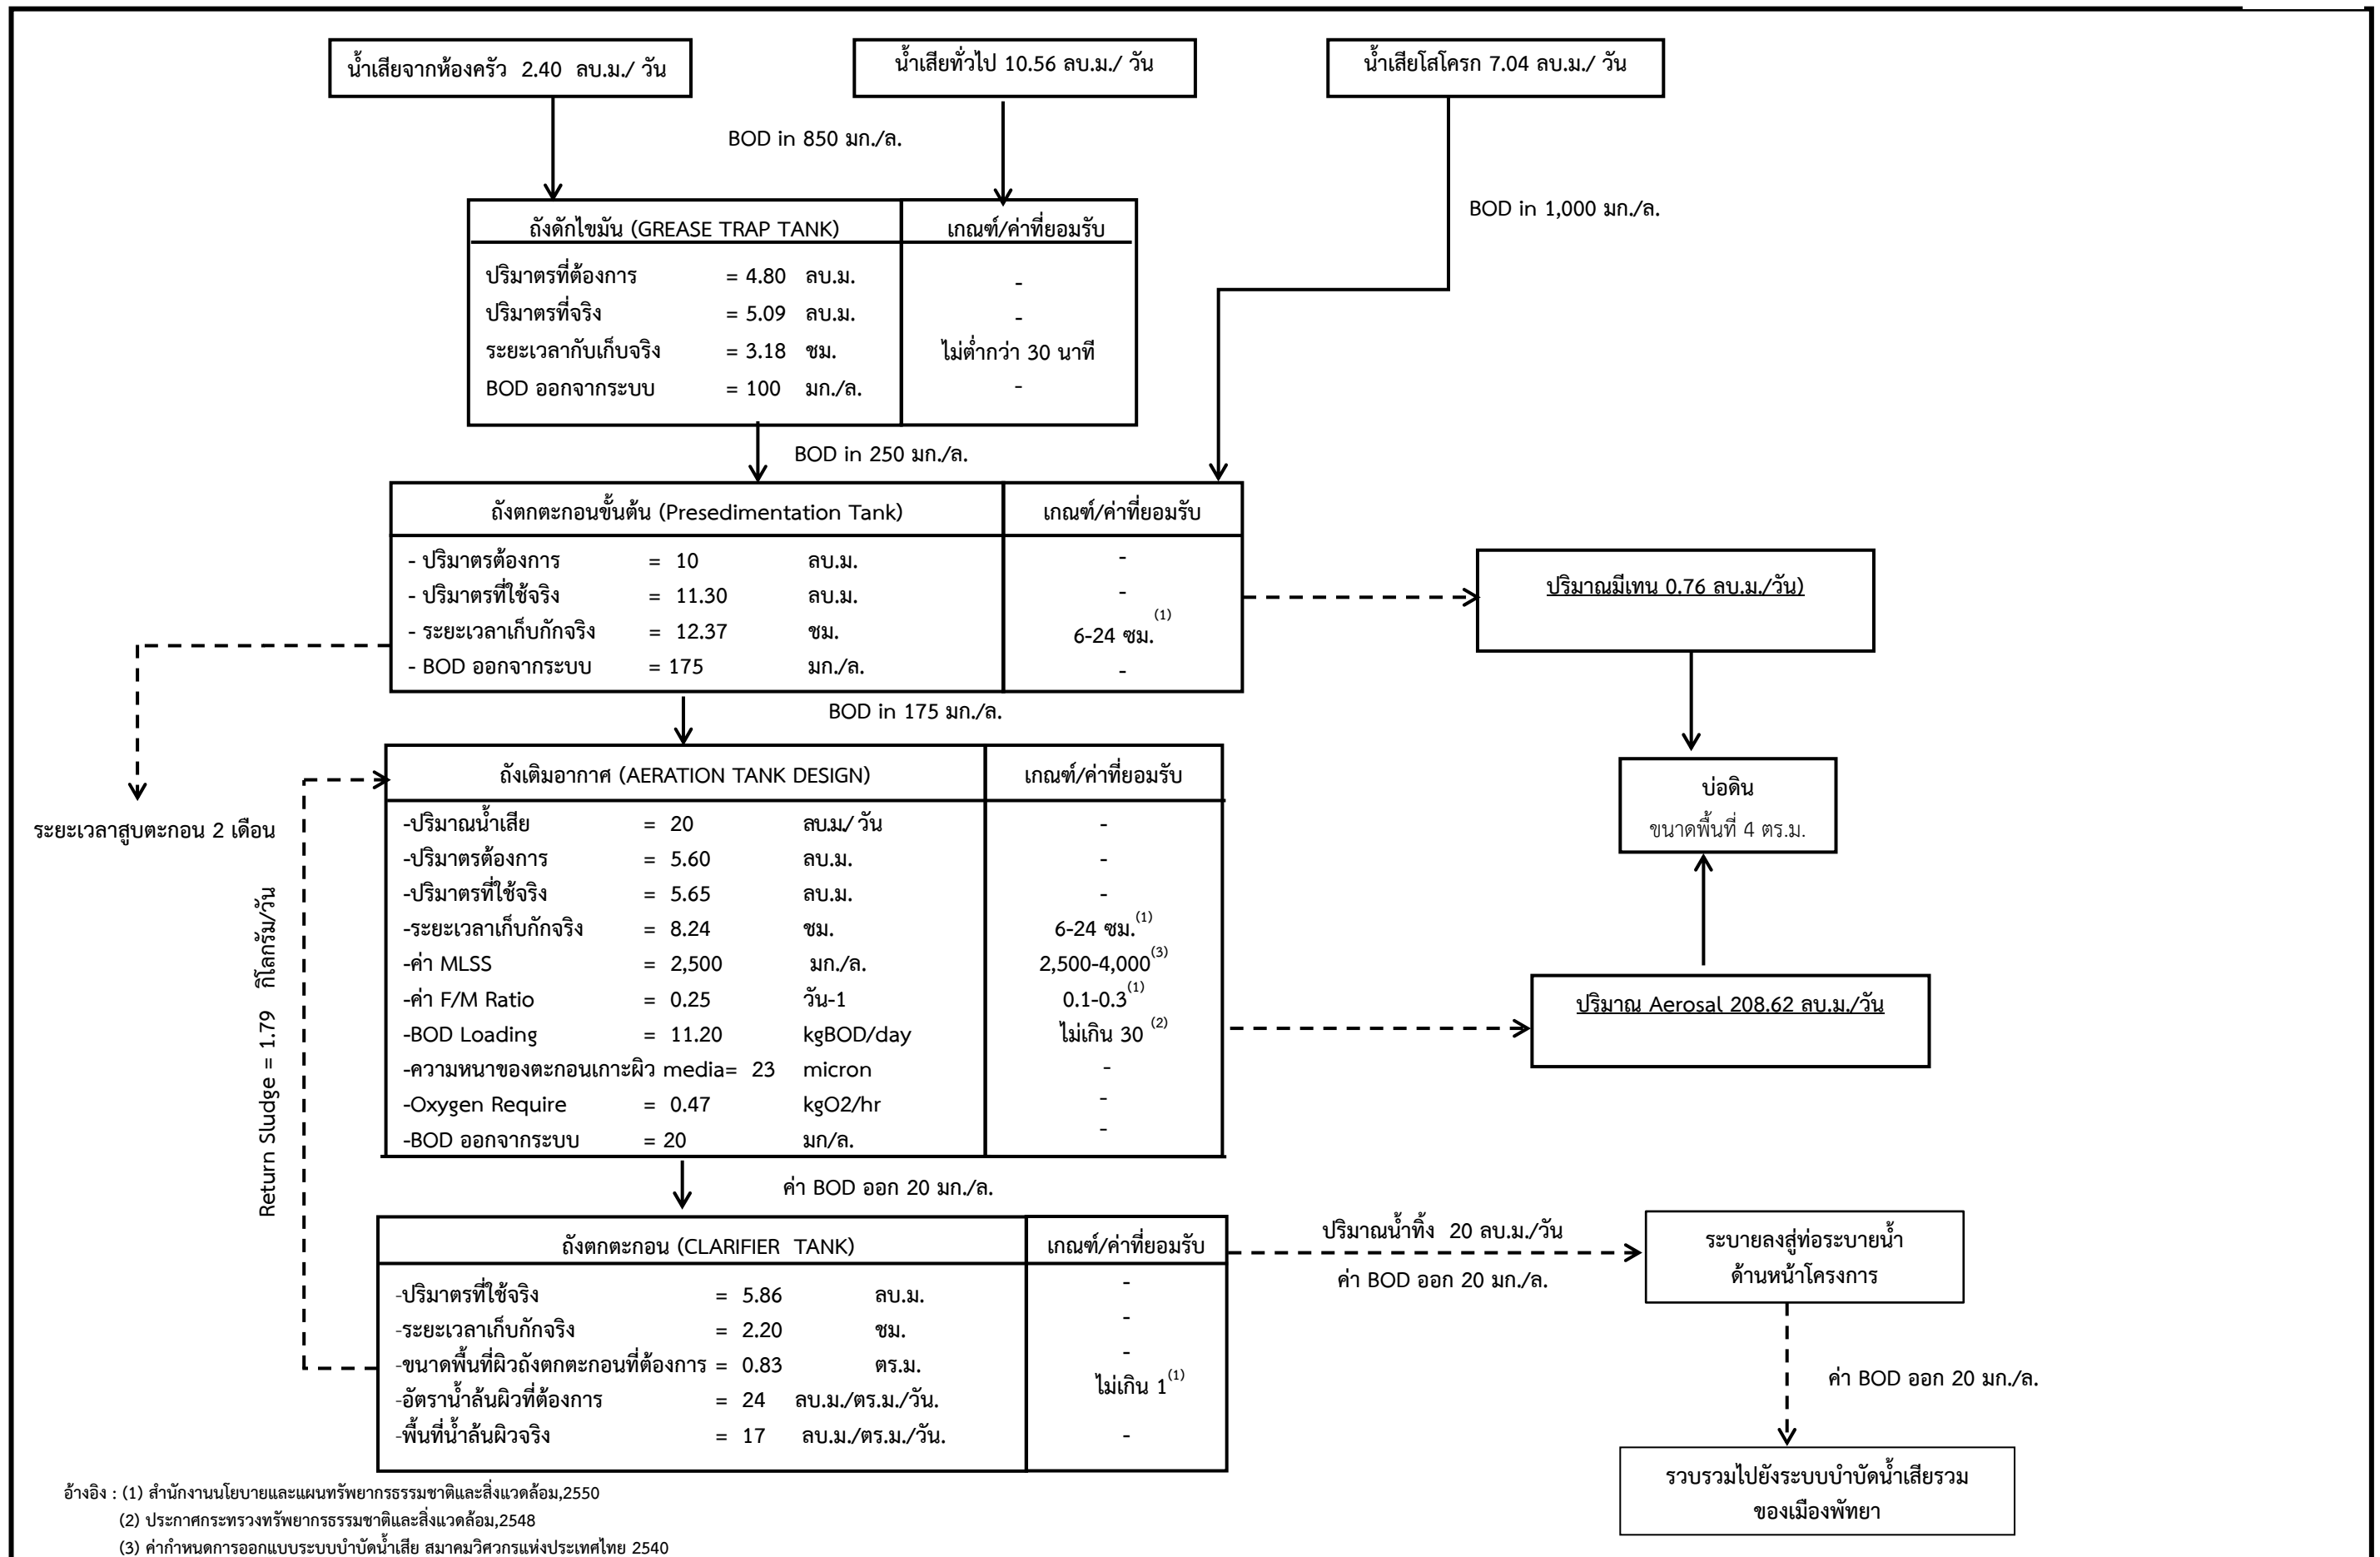 น้ำเสียจากห้องครัว 2.40 ลบ.ม./ วัน
น้ำเสียทั่วไป 10.56 ลบ.ม./ วัน
น้ำเสียโสโครก 7.04 ลบ.ม./ วัน
BOD in 850 มก./ล.
BOD in 1,000 มก./ล.
ถังดักไขมัน (GREASE TRAP TANK) เกณฑ์/ค่าที่ยอมรับ
ปริมาตรที่ต้องการ = 4.80 ลบ.ม. -
ปริมาตรที่จริง = 5.09 ลบ.ม. -
ระยะเวลากับเก็บจริง = 3.18 ชม. ไม่ต่ำกว่า 30 นาที
BOD ออกจากระบบ = 100 มก./ล. -
BOD in 250 มก./ล.
ถังตกตะกอนขั้นต้น (Presedimentation Tank) เกณฑ์/ค่าที่ยอมรับ
- ปริมาตรต้องการ = 10 ลบ.ม. -
- ปริมาตรที่ใช้จริง = 11.30 ลบ.ม. -
- ระยะเวลาเก็บกักจริง = 12.37 ชม. 6-24 ชม.(1)
- BOD ออกจากระบบ = 175 มก./ล. -
ปริมาณมีเทน 0.76 ลบ.ม./วัน)
BOD in 175 มก./ล.
ระยะเวลาสูบตะกอน 2 เดือน
บ่อดิน
ขนาดพื้นที่ 4 ตร.ม.
ถังเติมอากาศ (AERATION TANK DESIGN) เกณฑ์/ค่าที่ยอมรับ
-ปริมาณน้ำเสีย = 20 ลบ.ม./ วัน -
-ปริมาตรต้องการ = 5.60 ลบ.ม. -
-ปริมาตรที่ใช้จริง = 5.65 ลบ.ม. -
-ระยะเวลาเก็บกักจริง = 8.24 ชม. 6-24 ชม.(1)
-ค่า MLSS = 2,500 มก./ล. 2,500-4,000(3)
-ค่า F/M Ratio = 0.25 วัน-1 0.1-0.3(1)
-BOD Loading = 11.20 kgBOD/day ไม่เกิน 30 (2)
-ความหนาของตะกอนเกาะผิว media= 23 micron -
-Oxygen Require = 0.47 kgO2/hr -
-BOD ออกจากระบบ = 20 มก/ล. -
Return Sludge = 1.79 กิโลกรัม/วัน
ปริมาณ Aerosal 208.62 ลบ.ม./วัน
ค่า BOD ออก 20 มก./ล.
ถังตกตะกอน (CLARIFIER TANK) เกณฑ์/ค่าที่ยอมรับ
-ปริมาตรที่ใช้จริง = 5.86 ลบ.ม. -
-ระยะเวลาเก็บกักจริง = 2.20 ชม. -
-ขนาดพื้นที่ผิวถังตกตะกอนที่ต้องการ = 0.83 ตร.ม. -
-อัตราน้ำล้นผิวที่ต้องการ = 24 ลบ.ม./ตร.ม./วัน. ไม่เกิน 1(1)
-พื้นที่น้ำล้นผิวจริง = 17 ลบ.ม./ตร.ม./วัน. -
ปริมาณน้ำทิ้ง 20 ลบ.ม./วัน
ค่า BOD ออก 20 มก./ล.
ระบายลงสู่ท่อระบายน้ำ
ด้านหน้าโครงการ
ค่า BOD ออก 20 มก./ล.
รวบรวมไปยังระบบบำบัดน้ำเสียรวม
ของเมืองพัทยา
อ้างอิง : (1) สำนักงานนโยบายและแผนทรัพยากรธรรมชาติและสิ่งแวดล้อม,2550
(2) ประกาศกระทรวงทรัพยากรธรรมชาติและสิ่งแวดล้อม,2548
(3) ค่ากำหนดการออกแบบระบบบำบัดน้ำเสีย สมาคมวิศวกรแห่งประเทศไทย 2540